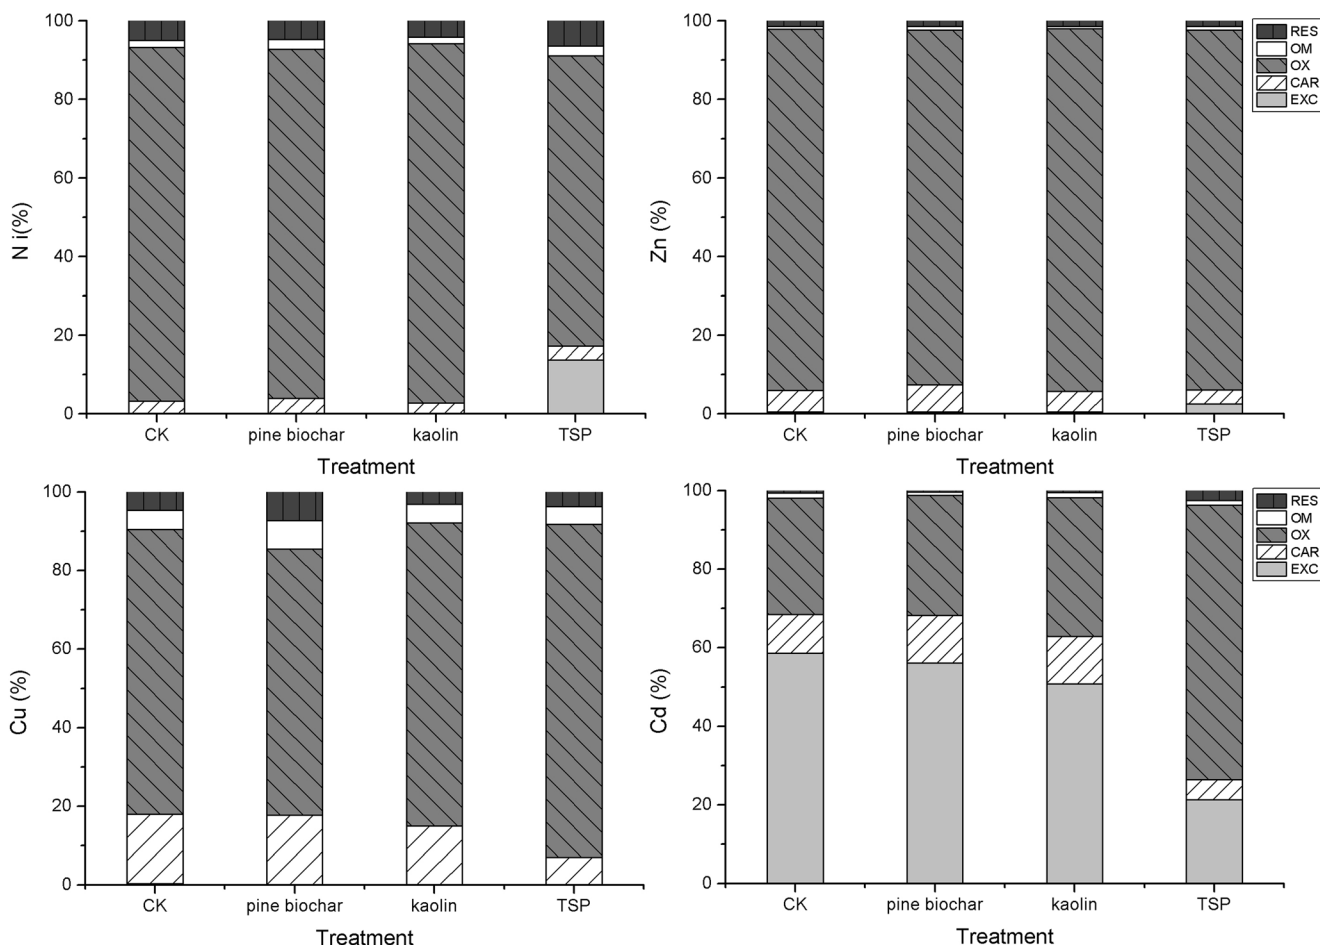 100
80
60
40
20
0
N i(%)
CK
pine biochar
kaolin
TSP
Treatment
100
80
60
40
20
0
Zn (%)
CK
pine biochar
kaolin
TSP
Treatment
RES
OM
OX
CAR
EXC
100
80
60
40
20
0
Cu (%)
CK
pine biochar
kaolin
TSP
Treatment
100
80
60
40
20
0
Cd (%)
CK
pine biochar
kaolin
TSP
Treatment
RES
OM
OX
CAR
EXC